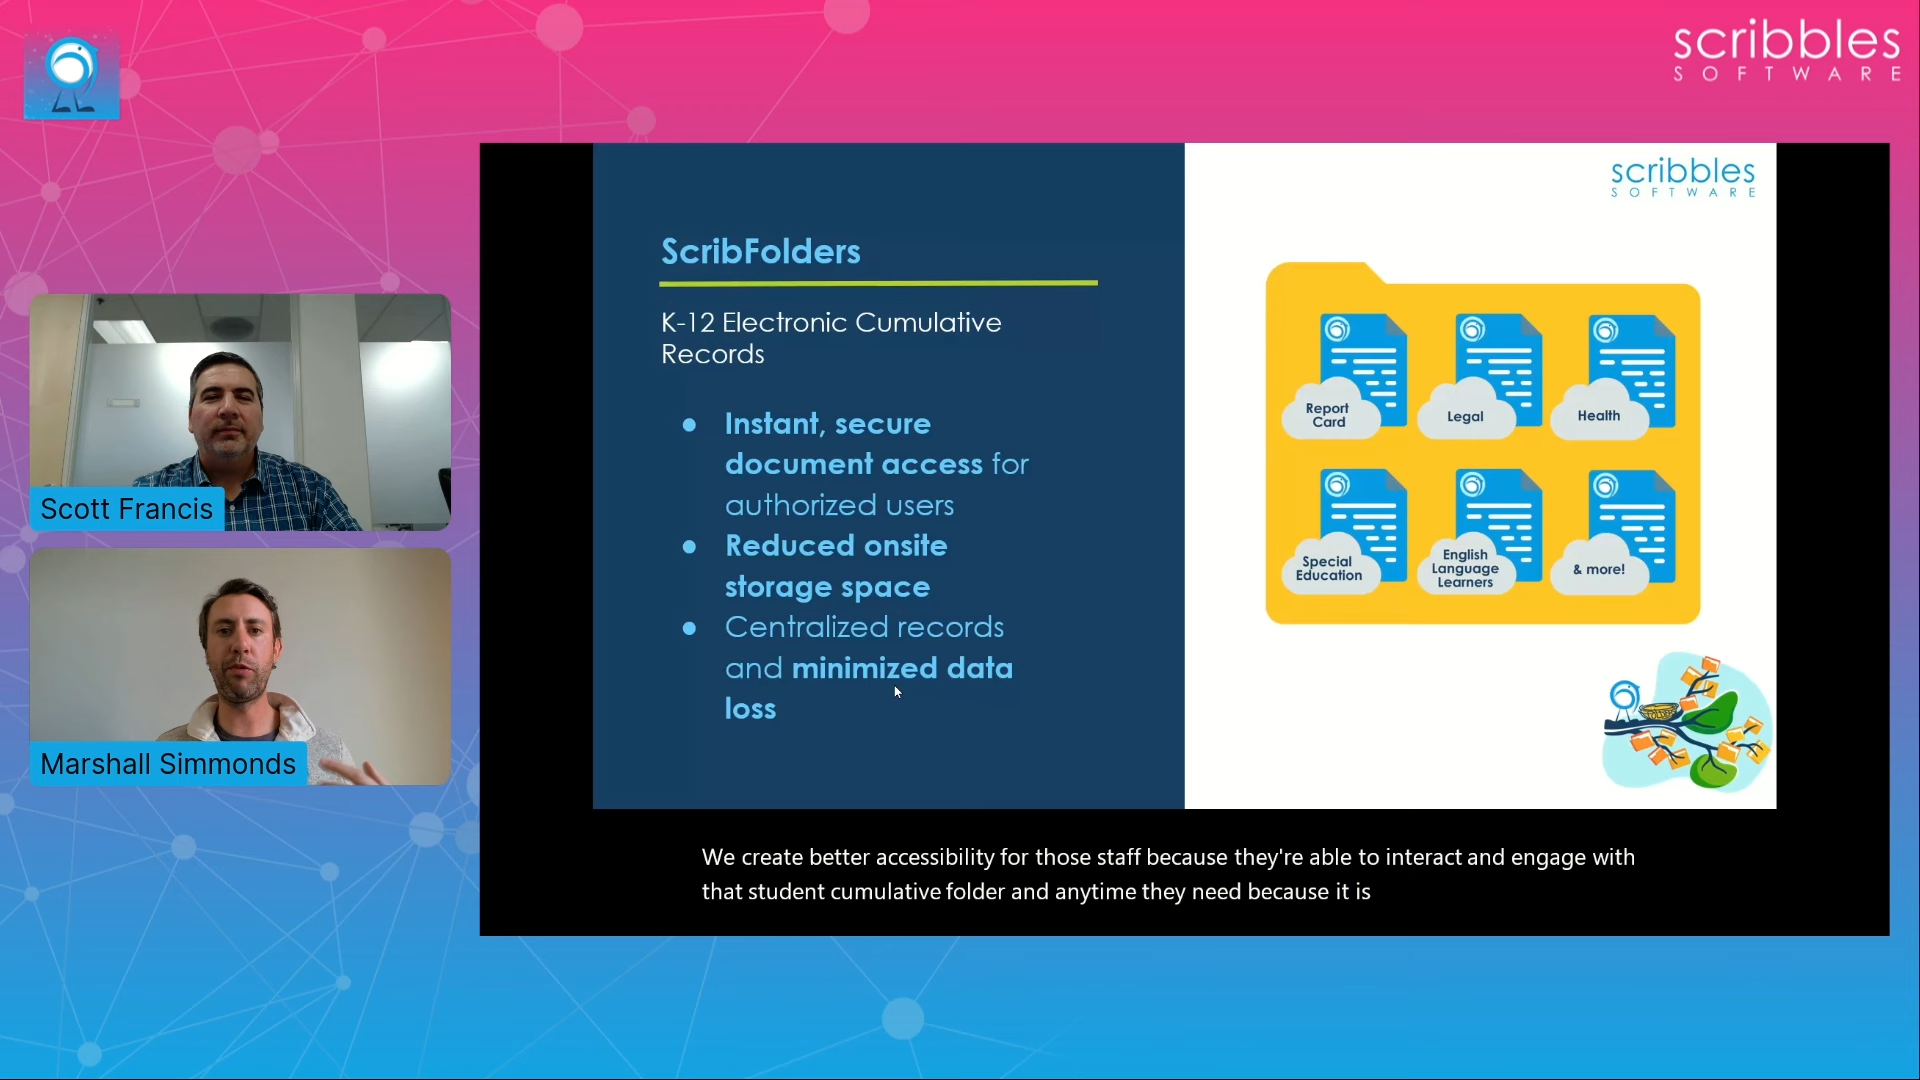 scribbles
SOFTWARE
scribbles
SOFTWARE
ScribFolders
K-12 Electronic Cumulative
Records
● Instant, secure
document access for
authorized users
● Reduced onsite
storage space
● Centralized records
and minimized data
loss
Report
Card
Legal
Health
Special
Education
English
Language
Learners
& more!
Scott Francis
Marshall Simmonds
We create better accessibility for those staff because they're able to interact and engage with
that student cumulative folder and anytime they need because it is